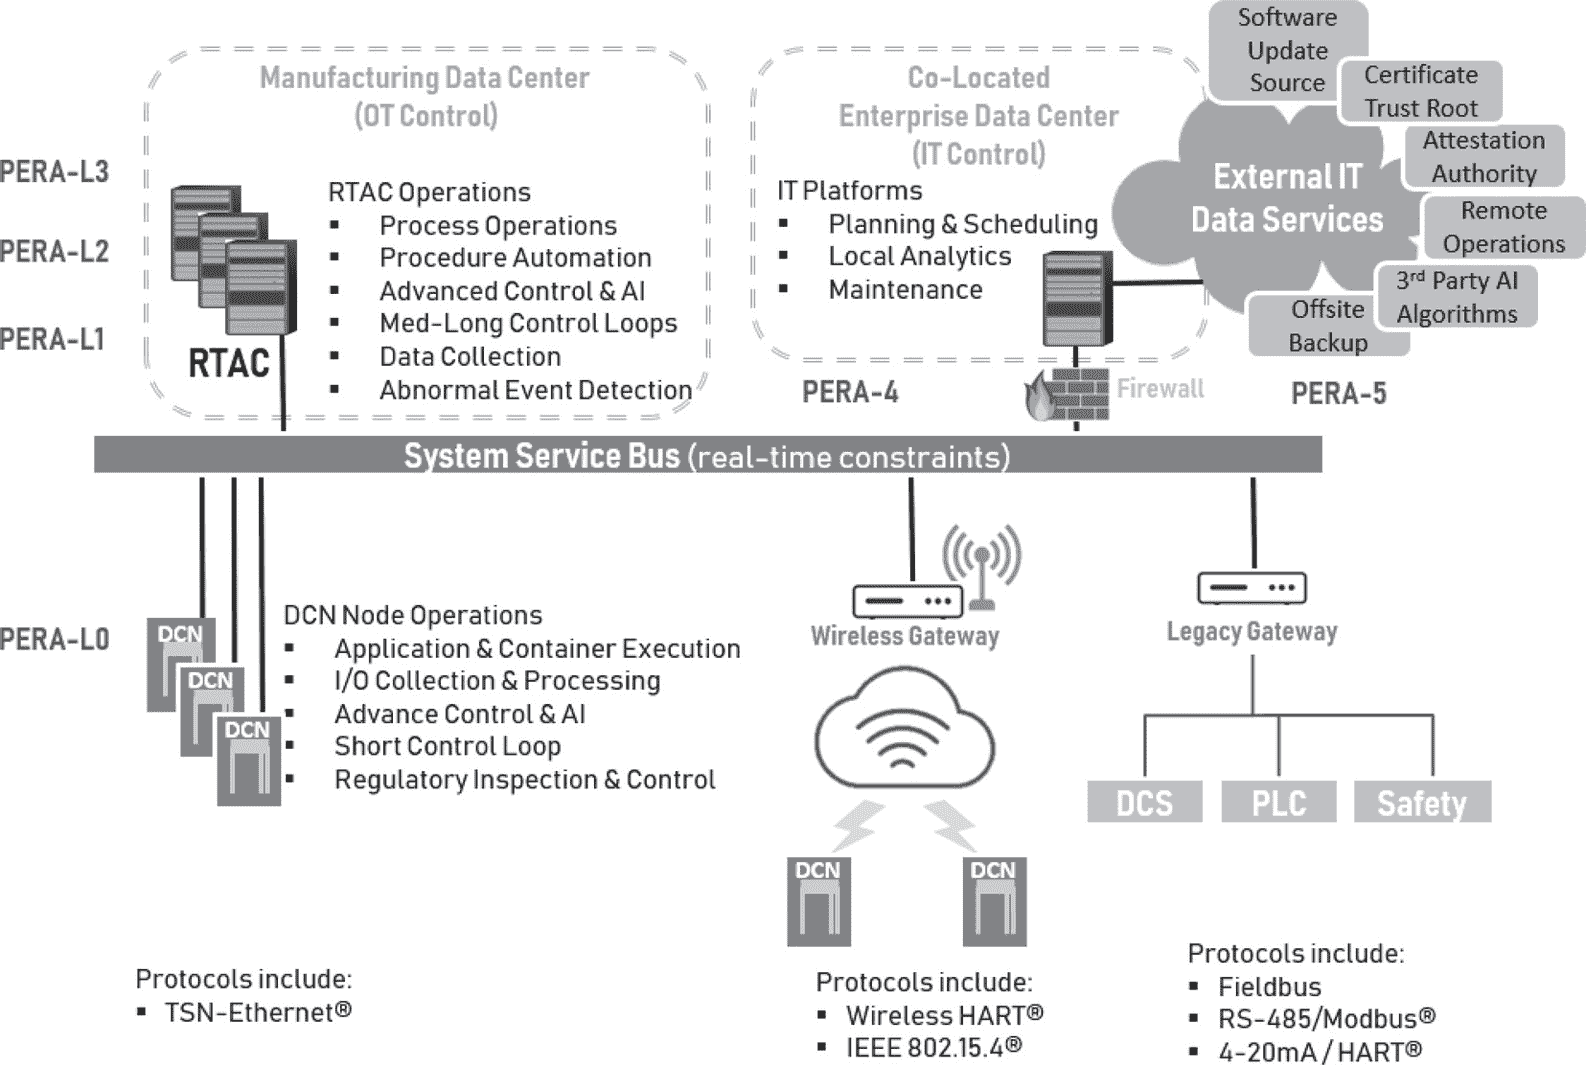 Manufacturing Data Center
(OT Control)
PERA-L3
PERA-L2
PERA-L1
RTAC
RTAC Operations
▪ Process Operations
▪ Procedure Automation
▪ Advanced Control & AI
▪ Med-Long Control Loops
▪ Data Collection
▪ Abnormal Event Detection
Co-Located
Enterprise Data Center
(IT Control)
IT Platforms
▪ Planning & Scheduling
▪ Local Analytics
▪ Maintenance
PERA-4
Firewall
External IT
Data Services
Software
Update
Source
Certificate
Trust Root
Attestation
Authority
Remote
Operations
3rd Party AI
Algorithms
Offsite
Backup
PERA-5
System Service Bus (real-time constraints)
PERA-L0
DCN
DCN
DCN
DCN Node Operations
▪ Application & Container Execution
▪ I/O Collection & Processing
▪ Advance Control & AI
▪ Short Control Loop
▪ Regulatory Inspection & Control
Protocols include:
▪ TSN-Ethernet®
Wireless Gateway
DCN
DCN
Protocols include:
▪ Wireless HART®
▪ IEEE 802.15.4®
Legacy Gateway
DCS
PLC
Safety
Protocols include:
▪ Fieldbus
▪ RS-485/Modbus®
▪ 4-20mA / HART®